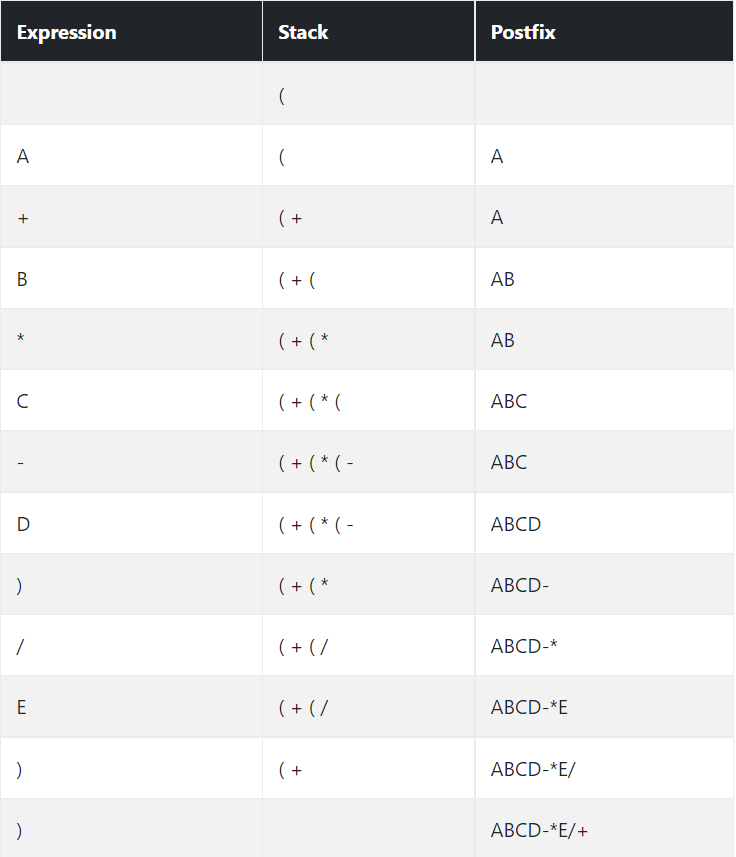 Expression Stack Postfix
(
A ( A
+ ( + A
B ( + ( AB
* ( + ( * AB
C ( + ( * ( ABC
- ( + ( * ( - ABC
D ( + ( * ( - ABCD
) ( + ( * ABCD-
/ ( + ( / ABCD-*
E ( + ( / ABCD-*E
) ( + ABCD-*E/
) ABCD-*E/+